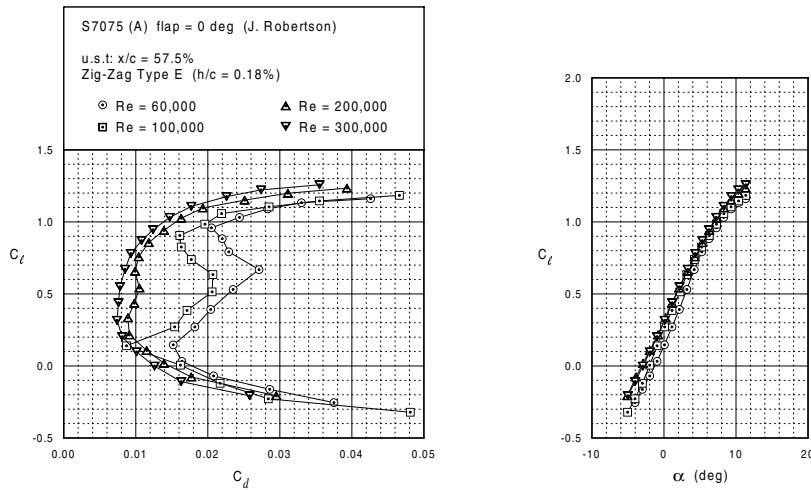 S7075 (A) flap = 0 deg (J. Robertson)
u.s.t: x/c = 57.5%
Zig-Zag Type E (h/c = 0.18%)
Re = 60,000
Re = 200,000
Re = 100,000
Re = 300,000
1.5
1.0
0.5
0.0
-0.5
C_ℓ
0.00 0.01 0.02 0.03 0.04 0.05
C_d
2.0
1.5
1.0
0.5
0.0
-0.5
C_ℓ
-10 0 10 20
α (deg)